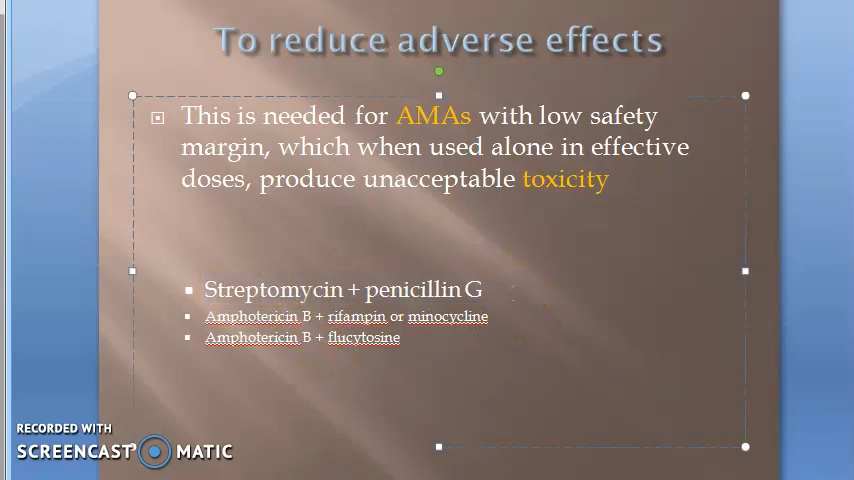 To reduce adverse effects
This is needed for AMAs with low safety
margin, which when used alone in effective
doses, produce unacceptable toxicity
Streptomycin + penicillin G
Amphotericin B + rifampin or minocycline
Amphotericin B + flucytosine
RECORDED WITH
SCREENCAST MATIC